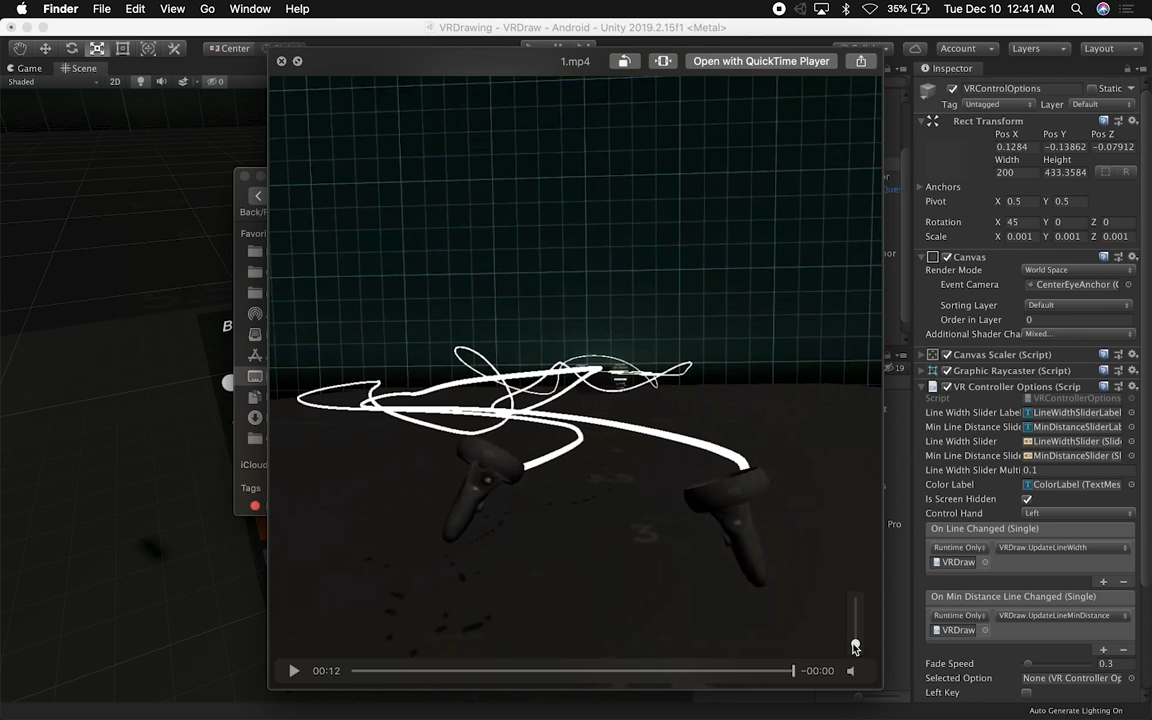 Finder File Edit View Go Window Help 35% Tue Dec 10 12:41 AM
VRDrawing - VRDraw - Android - Unity 2019.2.15f1 <Metal>
Center Account Layers Layout
Game Scene Inspector
Shaded 2D 0
1.mp4 Open with QuickTime Player
VRControlOptions Static
Tag Untagged Layer Default
Rect Transform
Pos X Pos Y Pos Z
0.1284 -0.13862 -0.07912
Width Height
200 433.3584 R
Anchors
Pivot X 0.5 Y 0.5
Rotation X 45 Y 0 Z 0
Scale X 0.001 Y 0.001 Z 0.001
Canvas
Render Mode World Space
Event Camera CenterEyeAnchor ((
Sorting Layer Default
Order in Layer 0
Additional Shader Cha Mixed...
Canvas Scaler (Script)
Graphic Raycaster (Script)
VR Controller Options (Scrip
Script VRControllerOptions
Line Width Slider Label LineWidthSliderLabel
Min Line Distance Slide MinDistanceSliderLab
Line Width Slider LineWidthSlider (Slide
Min Line Distance Slide MinDistanceSlider (Sl
Line Width Slider Multi 0.1
Color Label ColorLabel (TextMes
Is Screen Hidden
Control Hand Left
On Line Changed (Single)
Runtime Only VRDraw.UpdateLineWidth
VRDraw
On Min Distance Line Changed (Single)
Runtime Only VRDraw.UpdateLineMinDistance
VRDraw
Fade Speed 0.3
Selected Option None (VR Controller Op
Left Key
Auto Generate Lighting On
Back/F
Favori
iCloud
Tags
B
or
Ques
or
19
Pro
3
00:12 -00:00